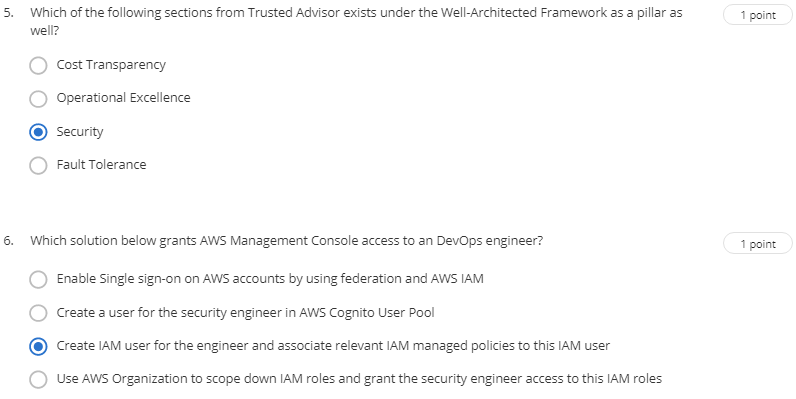 5. Which of the following sections from Trusted Advisor exists under the Well-Architected Framework as a pillar as
well?
1 point
Cost Transparency
Operational Excellence
Security
Fault Tolerance
6. Which solution below grants AWS Management Console access to an DevOps engineer?
1 point
Enable Single sign-on on AWS accounts by using federation and AWS IAM
Create a user for the security engineer in AWS Cognito User Pool
Create IAM user for the engineer and associate relevant IAM managed policies to this IAM user
Use AWS Organization to scope down IAM roles and grant the security engineer access to this IAM roles